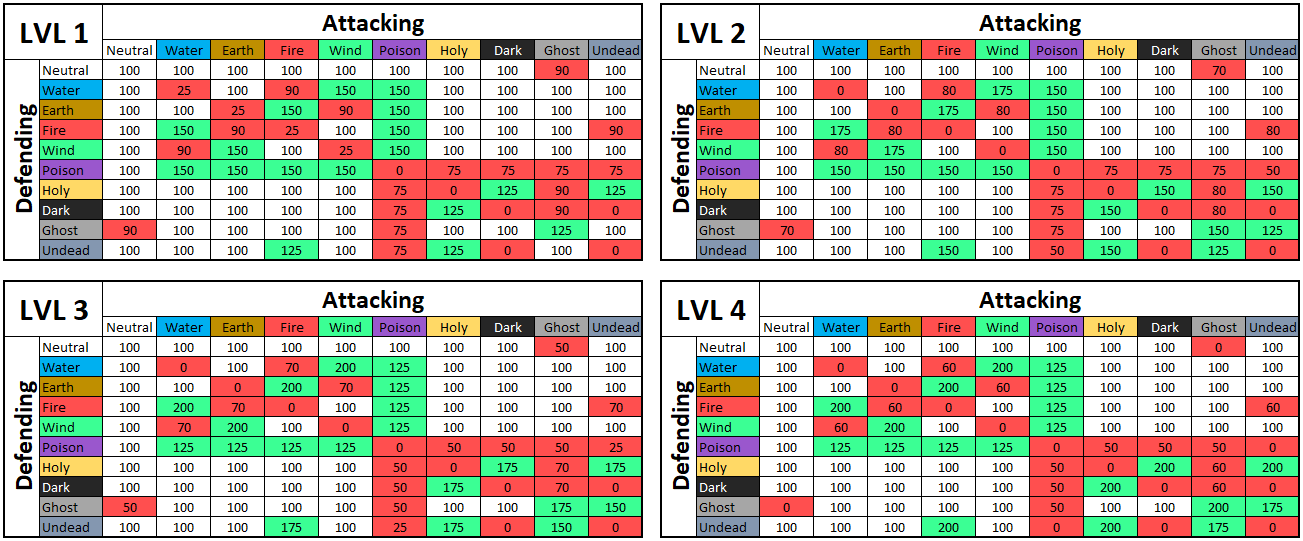 LVL 1 Attacking
Neutral Water Earth Fire Wind Poison Holy Dark Ghost Undead
Defending
Neutral 100 100 100 100 100 100 100 100 90 100
Water 100 25 100 90 150 150 100 100 100 100
Earth 100 100 25 150 90 150 100 100 100 100
Fire 100 150 90 25 100 150 100 100 100 90
Wind 100 90 150 100 25 150 100 100 100 100
Poison 100 150 150 150 150 0 75 75 75 75
Holy 100 100 100 100 100 75 0 125 90 125
Dark 100 100 100 100 100 75 125 0 90 0
Ghost 90 100 100 100 100 75 100 100 125 100
Undead 100 100 100 125 100 75 125 0 100 0
LVL 2 Attacking
Neutral Water Earth Fire Wind Poison Holy Dark Ghost Undead
Defending
Neutral 100 100 100 100 100 100 100 100 70 100
Water 100 0 100 80 175 150 100 100 100 100
Earth 100 100 0 175 80 150 100 100 100 100
Fire 100 175 80 0 100 150 100 100 100 80
Wind 100 80 175 100 0 150 100 100 100 100
Poison 100 150 150 150 150 0 75 75 75 50
Holy 100 100 100 100 100 75 0 150 80 150
Dark 100 100 100 100 100 75 150 0 80 0
Ghost 70 100 100 100 100 75 100 100 150 125
Undead 100 100 100 150 100 50 150 0 125 0
LVL 3 Attacking
Neutral Water Earth Fire Wind Poison Holy Dark Ghost Undead
Defending
Neutral 100 100 100 100 100 100 100 100 50 100
Water 100 0 100 70 200 125 100 100 100 100
Earth 100 100 0 200 70 125 100 100 100 100
Fire 100 200 70 0 100 125 100 100 100 70
Wind 100 70 200 100 0 125 100 100 100 100
Poison 100 125 125 125 125 0 50 50 50 25
Holy 100 100 100 100 100 50 0 175 70 175
Dark 100 100 100 100 100 50 175 0 70 0
Ghost 50 100 100 100 100 50 100 100 175 150
Undead 100 100 100 175 100 25 175 0 150 0
LVL 4 Attacking
Neutral Water Earth Fire Wind Poison Holy Dark Ghost Undead
Defending
Neutral 100 100 100 100 100 100 100 100 0 100
Water 100 0 100 60 200 125 100 100 100 100
Earth 100 100 0 200 60 125 100 100 100 100
Fire 100 200 60 0 100 125 100 100 100 60
Wind 100 60 200 100 0 125 100 100 100 100
Poison 100 125 125 125 125 0 50 50 50 0
Holy 100 100 100 100 100 50 0 200 60 200
Dark 100 100 100 100 100 50 200 0 60 0
Ghost 0 100 100 100 100 50 100 100 200 175
Undead 100 100 100 200 100 0 200 0 175 0